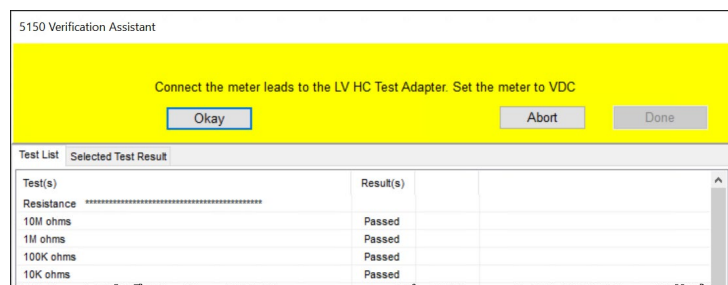 5150 Verification Assistant
Connect the meter leads to the LV HC Test Adapter. Set the meter to VDC
Okay Abort Done
Test List Selected Test Result
Test(s) Result(s)
Resistance *********************************************
10M ohms Passed
1M ohms Passed
100K ohms Passed
10K ohms Passed